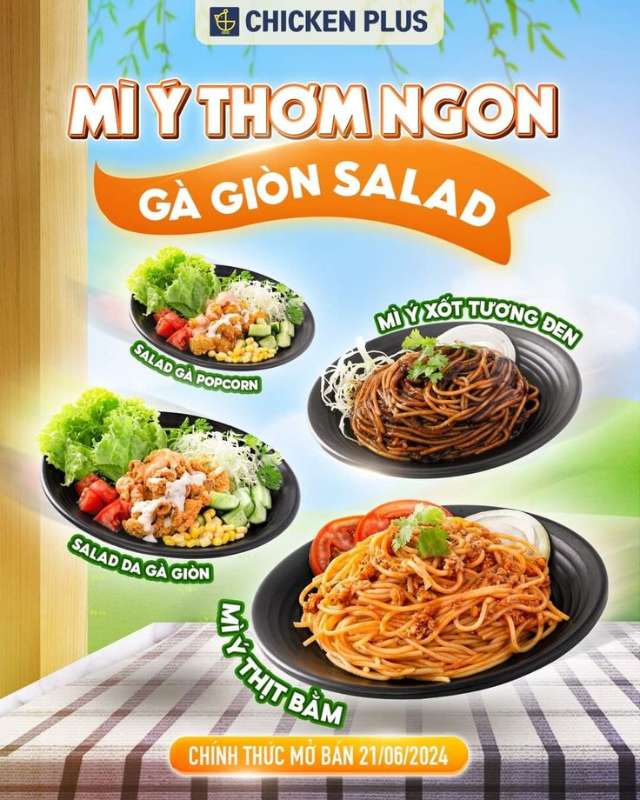 CHICKEN PLUS
MÌ Ý THƠM NGON
GÀ GIÒN SALAD
SALAD GÀ POPCORN
MÌ Ý XỐT TƯƠNG ĐEN
SALAD DA GÀ GIÒN
MÌ Ý THỊT BẰM
CHÍNH THỨC MỞ BÁN 21/06/2024